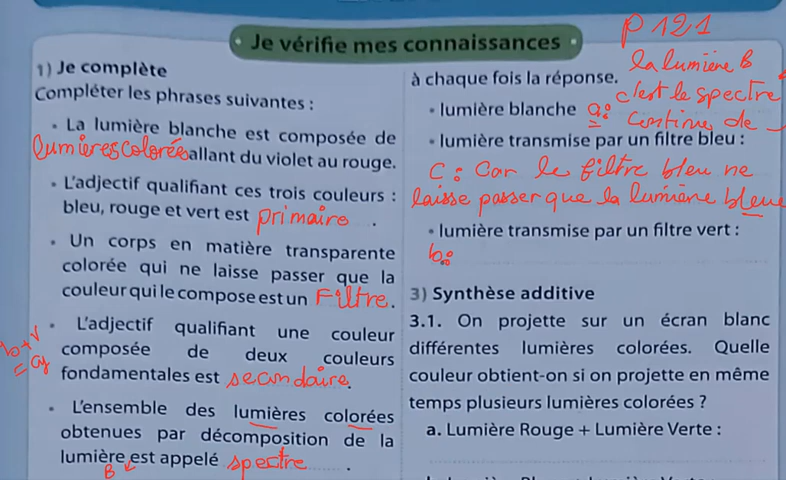 Je vérifie mes connaissances
P 121
1) Je complète
Compléter les phrases suivantes :
• La lumière blanche est composée de
lumières colorées allant du violet au rouge.
• L'adjectif qualifiant ces trois couleurs :
bleu, rouge et vert est primaire .
• Un corps en matière transparente
colorée qui ne laisse passer que la
couleur qui le compose est un Filtre.
• L'adjectif qualifiant une couleur
b+v
composée de deux couleurs
= cy
fondamentales est secondaire.
• L'ensemble des lumières colorées
obtenues par décomposition de la
lumière est appelé spectre .
B
la lumière B
à chaque fois la réponse.
c'est le spectre
• lumière blanche a:
continu de
• lumière transmise par un filtre bleu :
C : Car le filtre bleu ne
laisse passer que la lumière bleue
• lumière transmise par un filtre vert :
b:
3) Synthèse additive
3.1. On projette sur un écran blanc
différentes lumières colorées. Quelle
couleur obtient-on si on projette en même
temps plusieurs lumières colorées ?
a. Lumière Rouge + Lumière Verte :